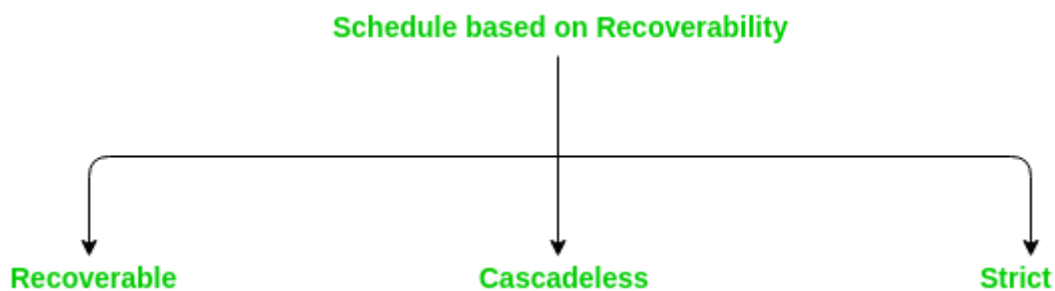 Schedule based on Recoverability
Recoverable
Cascadeless
Strict